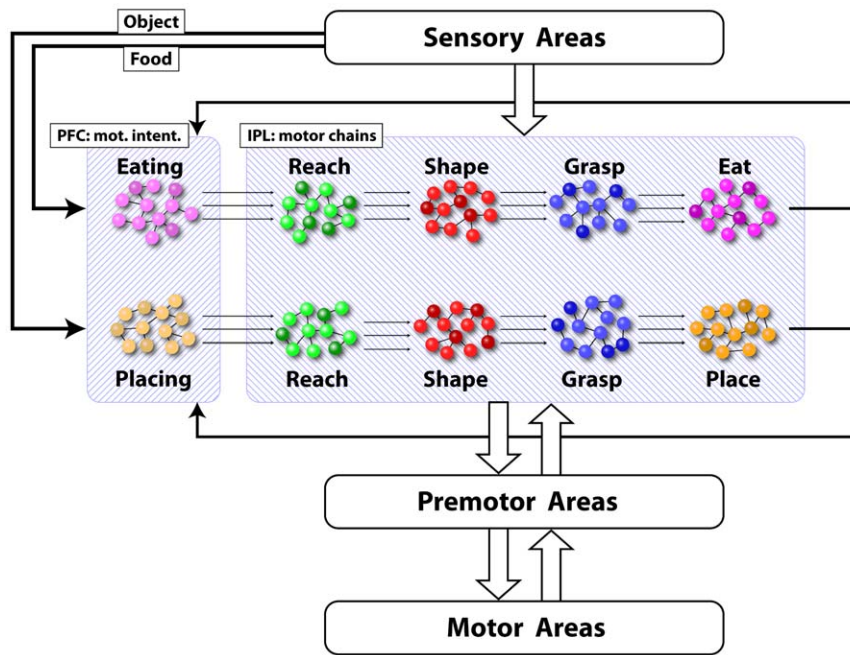 Object
Sensory Areas
Food
PFC: mot. intent.
IPL: motor chains
Eating
Reach
Shape
Grasp
Eat
Placing
Reach
Shape
Grasp
Place
Premotor Areas
Motor Areas